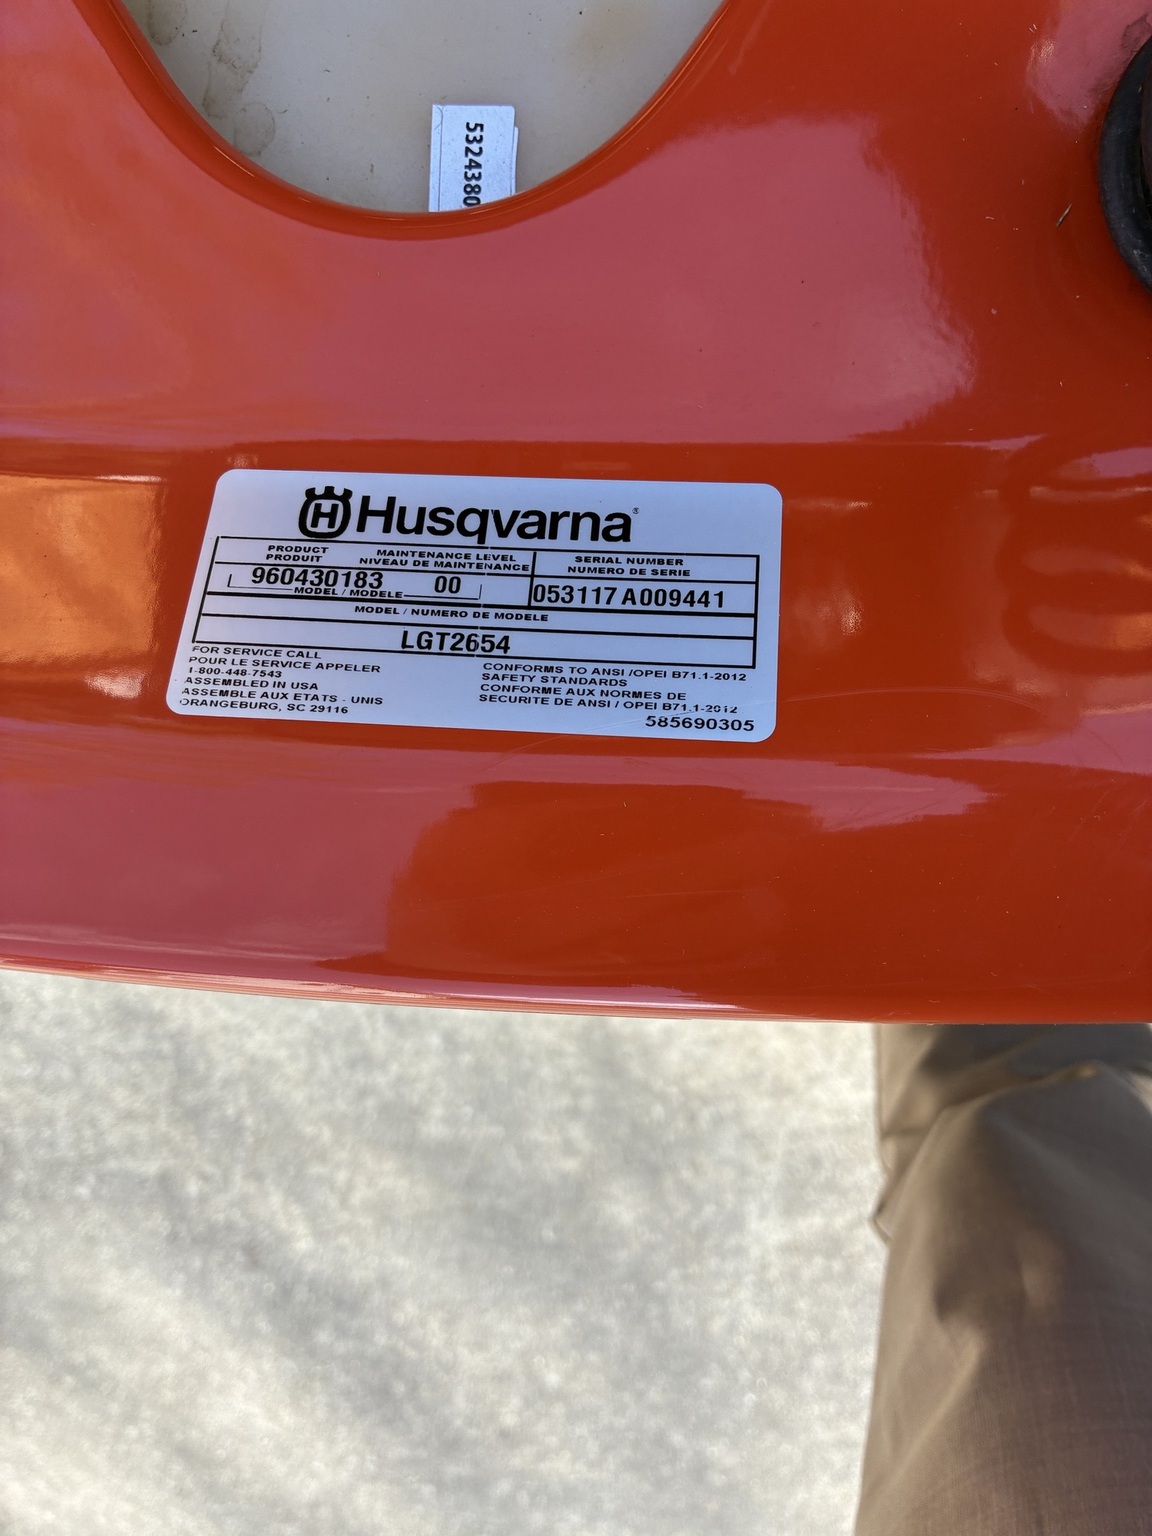 5324380
Husqvarna®
PRODUCT MAINTENANCE LEVEL SERIAL NUMBER
PRODUIT NIVEAU DE MAINTENANCE NUMERO DE SERIE
960430183 00 053117A009441
MODEL / MODELE
MODEL / NUMERO DE MODELE
LGT2654
FOR SERVICE CALL
POUR LE SERVICE APPELER
1-800-448-7543
ASSEMBLED IN USA
ASSEMBLE AUX ETATS - UNIS
ORANGEBURG, SC 29116
CONFORMS TO ANSI /OPEI B71.1-2012
SAFETY STANDARDS
CONFORME AUX NORMES DE
SECURITE DE ANSI / OPEI B71.1-2012
585690305